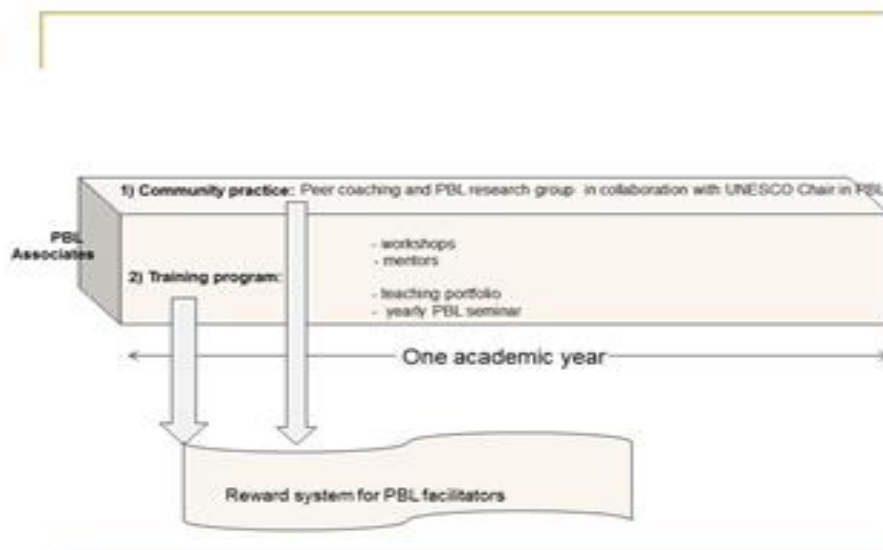 1) Community practice: Peer coaching and PBL research group in collaboration with UNESCO Chair in PBL
PBL
Associates
2) Training program:
- workshops
- mentors
- teaching portfolio
- yearly PBL seminar
One academic year
Reward system for PBL facilitators